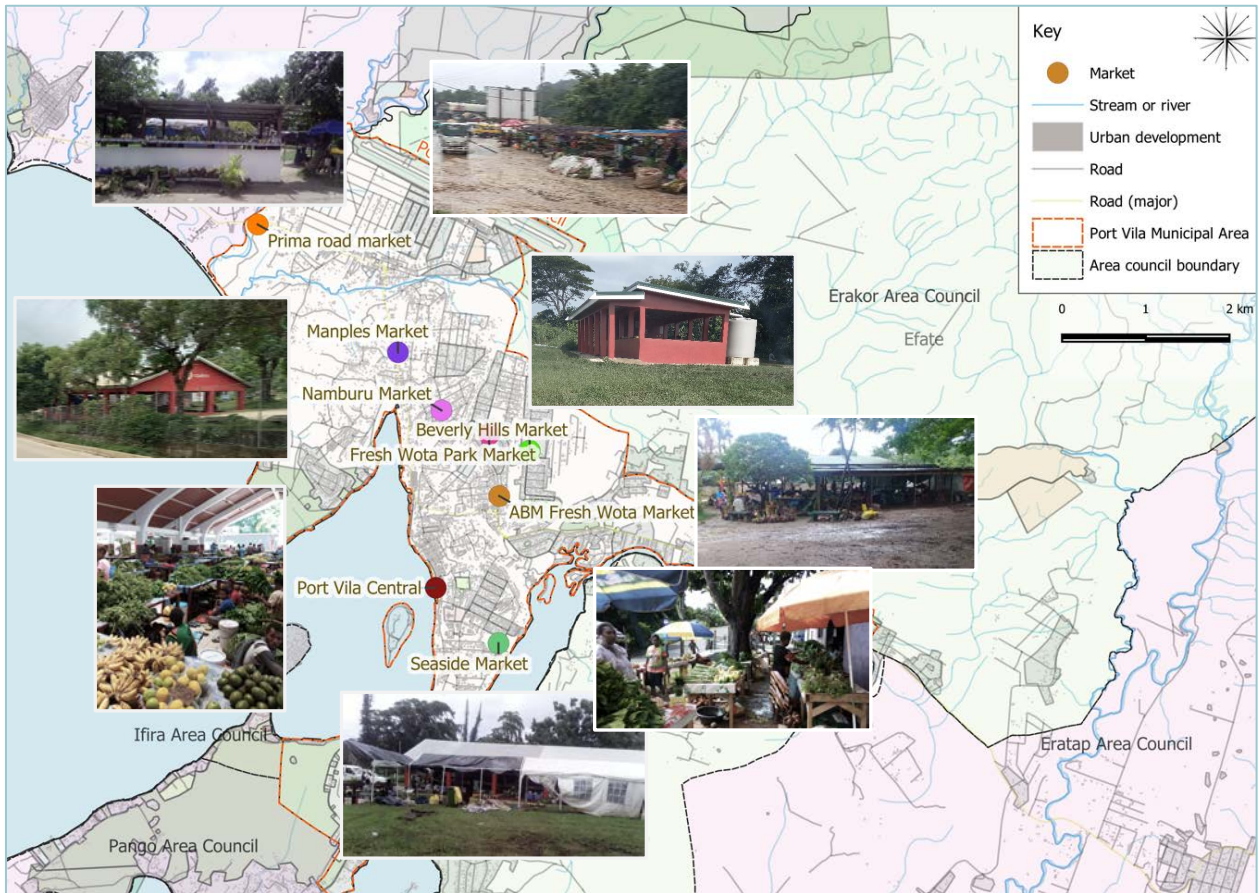 Key
Market
Stream or river
Urban development
Road
Road (major)
Port Vila Municipal Area
Area council boundary
0 1 2 km
Prima road market
Manples Market
Namburu Market
Beverly Hills Market
Fresh Wota Park Market
ABM Fresh Wota Market
Port Vila Central
Seaside Market
Erakor Area Council
Efate
Ifira Area Council
Pango Area Council
Eratap Area Council